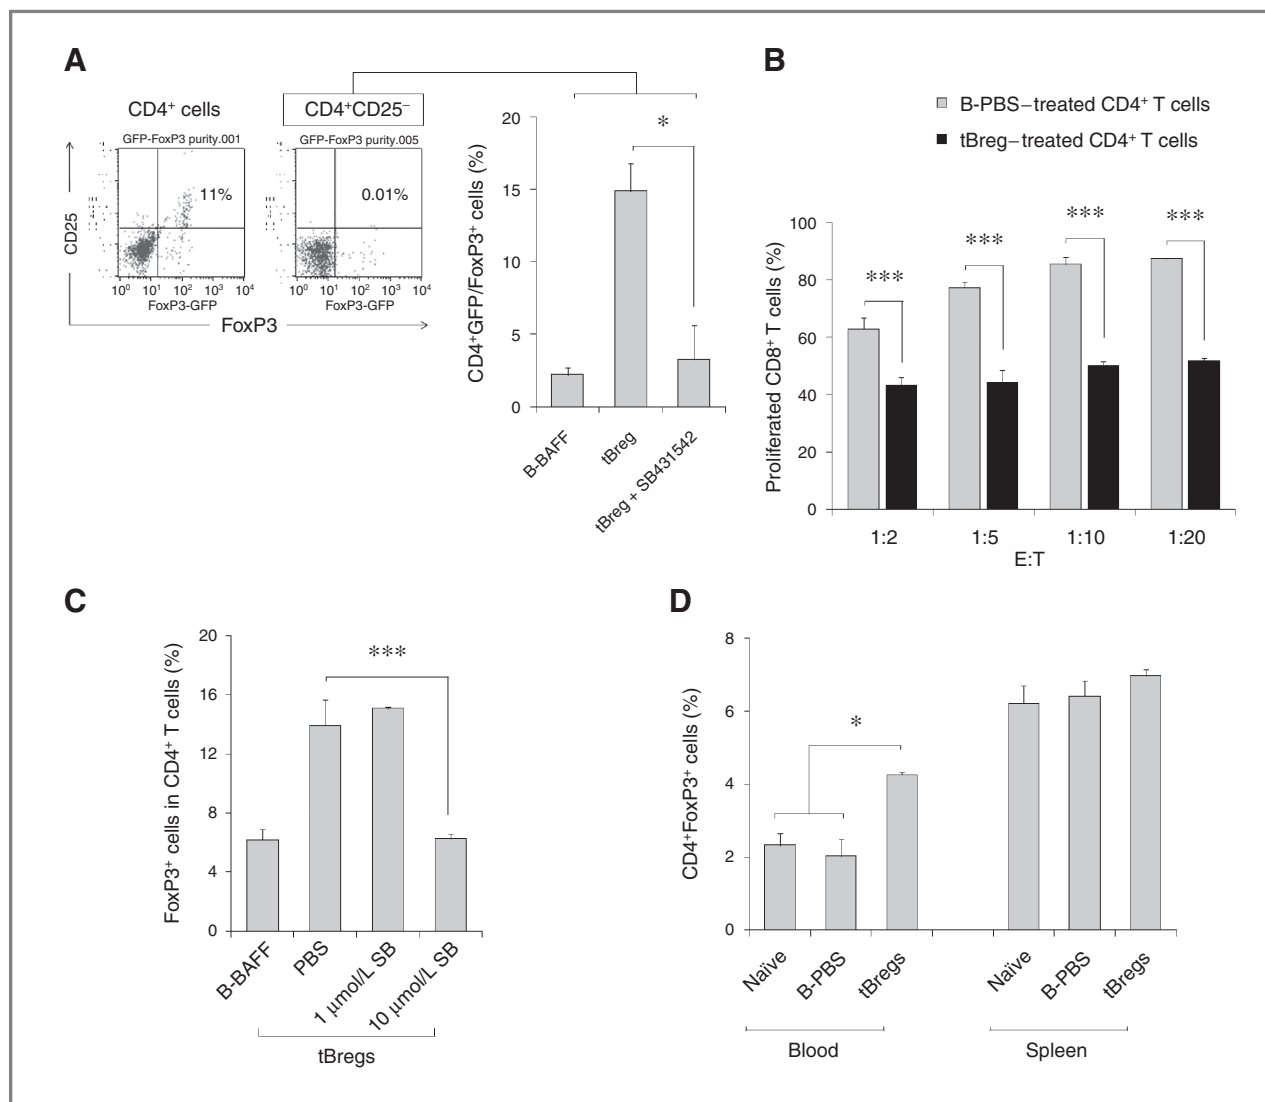 A
CD4+ cells
CD4+CD25−
GFP-FoxP3 purity.001
GFP-FoxP3 purity.005
11%
0.01%
CD25
10⁰ 10¹ 10² 10³ 10⁴
10⁰ 10¹ 10² 10³ 10⁴
FoxP3-GFP
FoxP3-GFP
FoxP3
CD4+GFP/FoxP3+ cells (%)
20
15
10
5
0
*
B-BAFF
tBreg
tBreg + SB431542
B
B-PBS–treated CD4+ T cells
tBreg–treated CD4+ T cells
Proliferated CD8+ T cells (%)
100
80
60
40
20
0
***
***
***
***
1:2
1:5
1:10
1:20
E:T
C
FoxP3+ cells in CD4+ T cells (%)
20
16
12
8
4
0
***
B-BAFF
PBS
1 μmol/L SB
10 μmol/L SB
tBregs
D
CD4+FoxP3+ cells (%)
8
6
4
2
0
*
Naïve
B-PBS
tBregs
Naïve
B-PBS
tBregs
Blood
Spleen